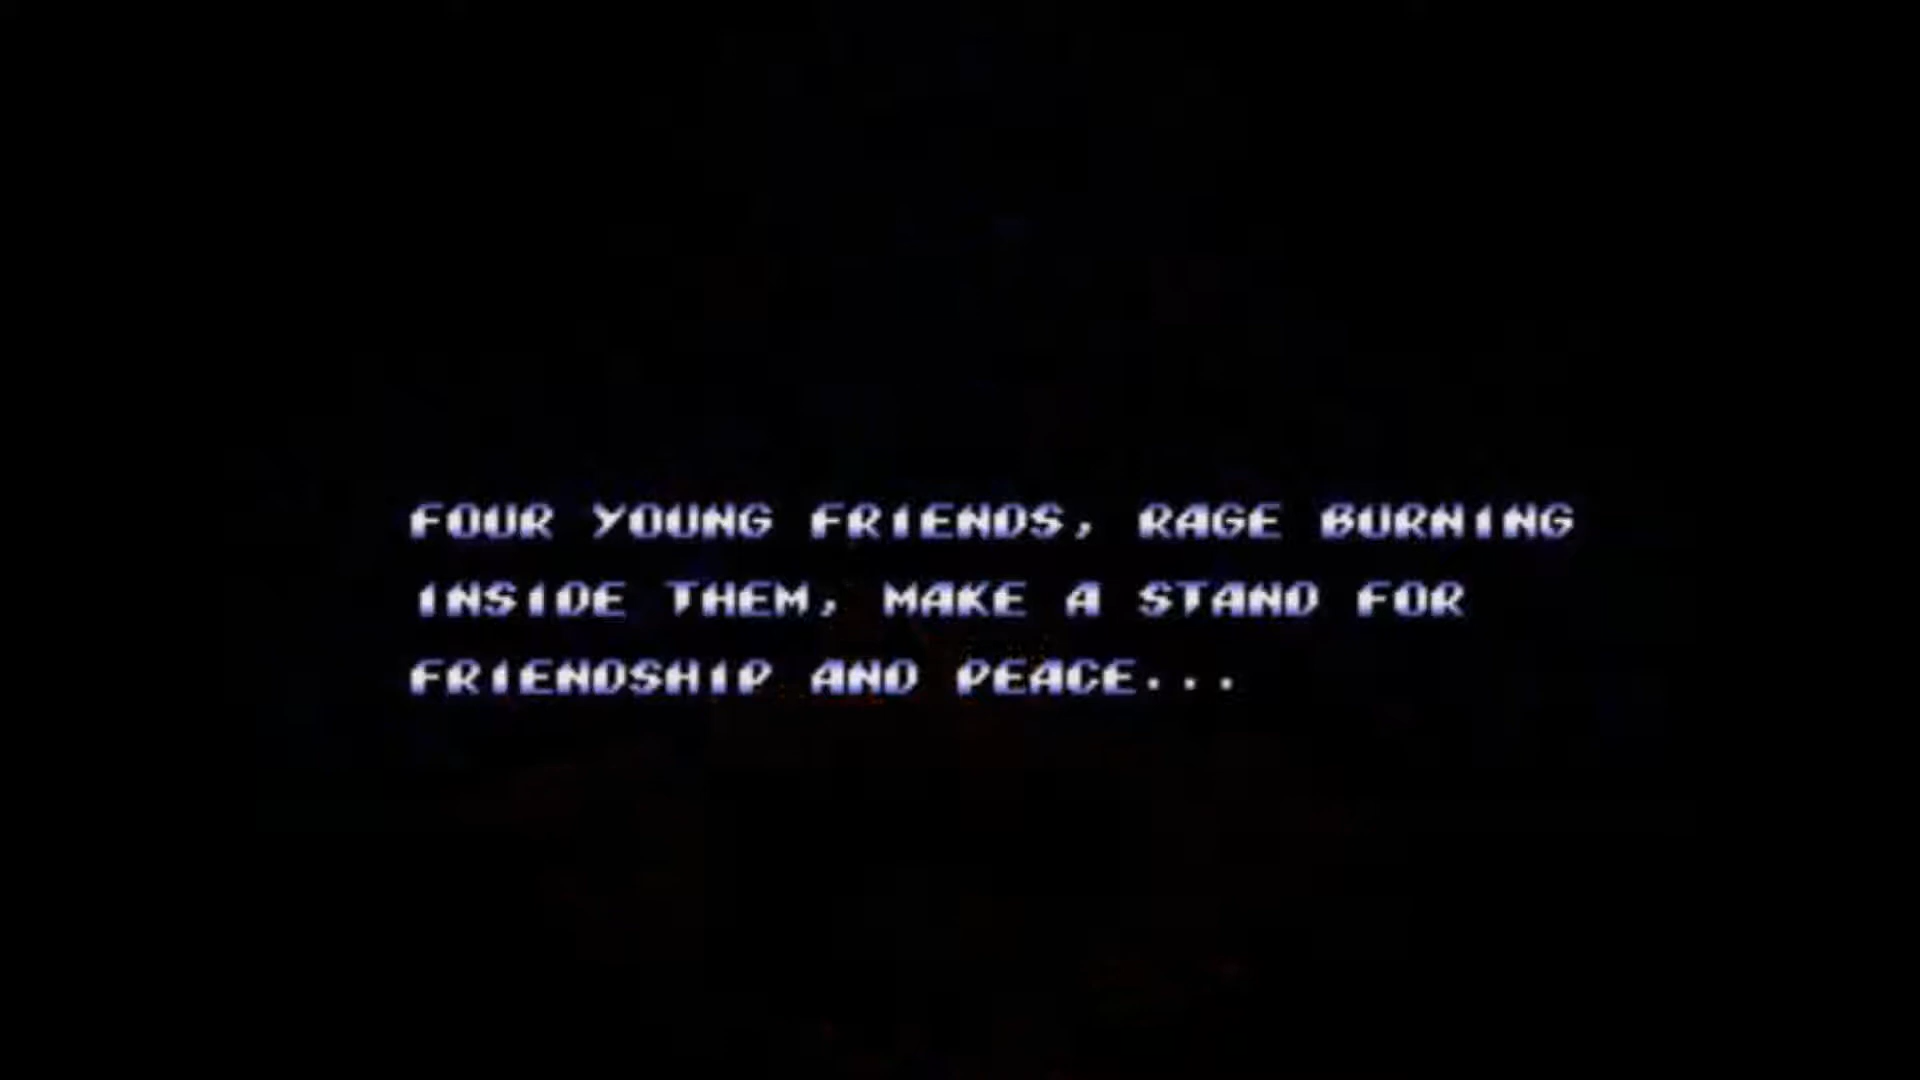 FOUR YOUNG FRIENDS, RAGE BURNING
INSIDE THEM, MAKE A STAND FOR
FRIENDSHIP AND PEACE...